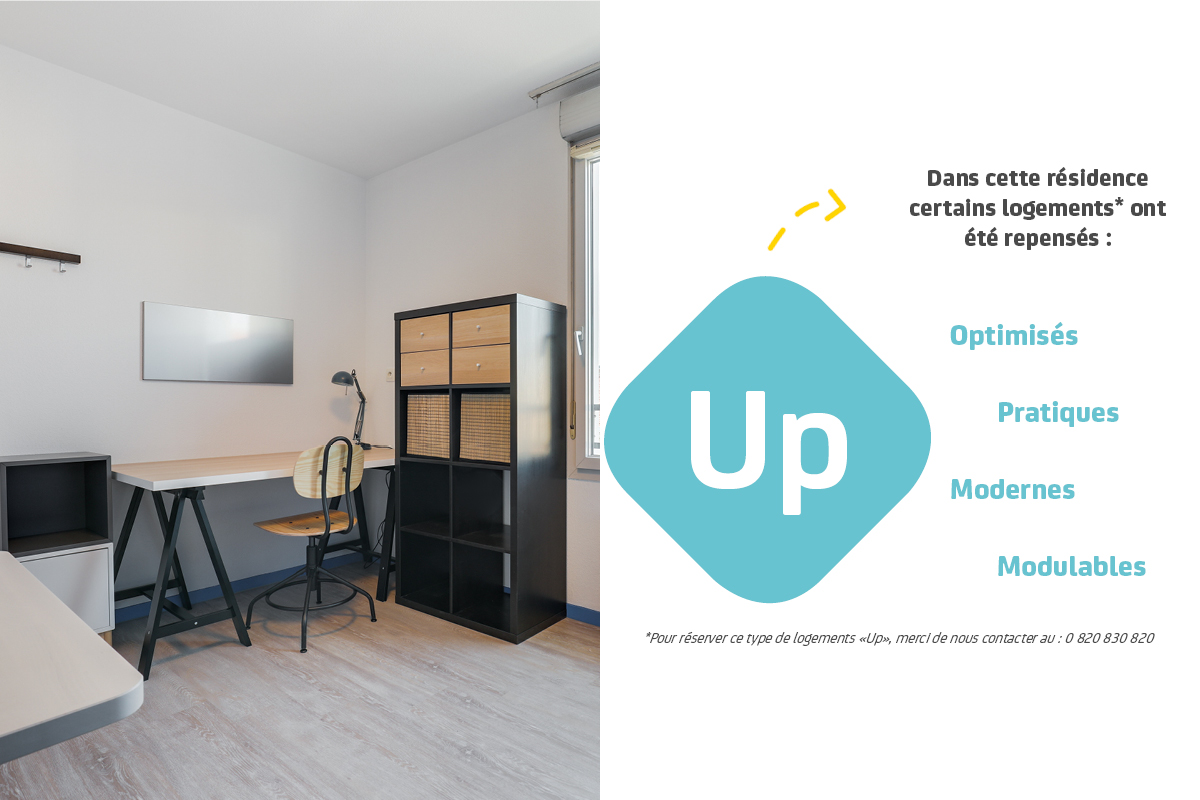 Dans cette résidence
certains logements* ont
été repensés :
Up
Optimisés
Pratiques
Modernes
Modulables
*Pour réserver ce type de logements «Up», merci de nous contacter au : 0 820 830 820